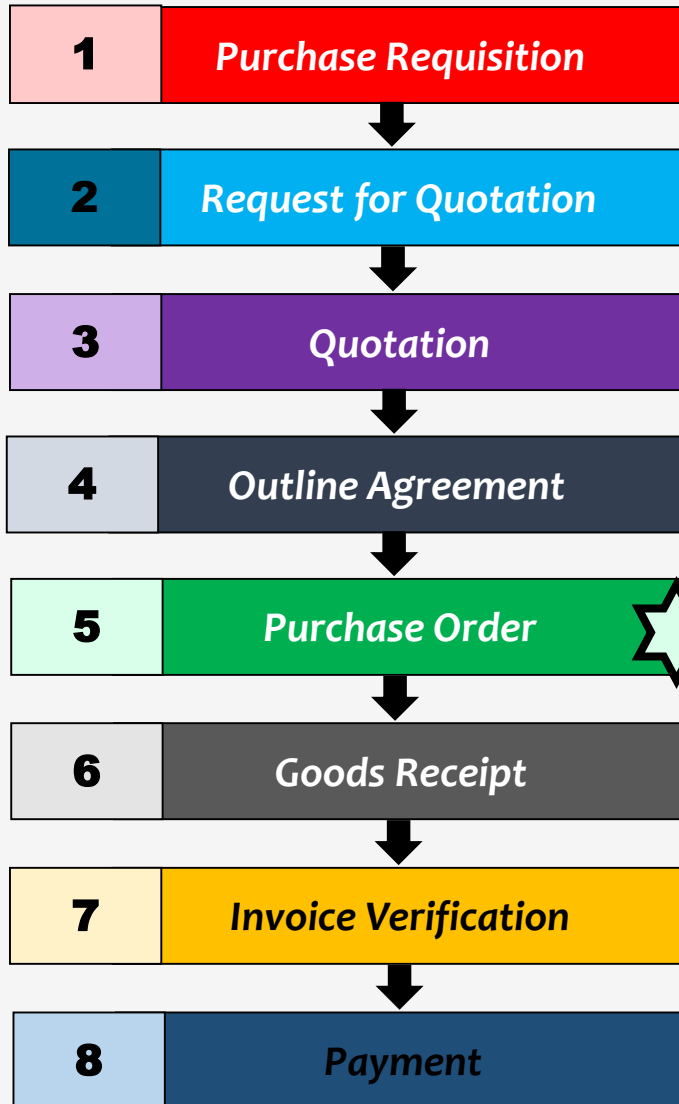 1 Purchase Requisition
2 Request for Quotation
3 Quotation
4 Outline Agreement
5 Purchase Order
6 Goods Receipt
7 Invoice Verification
8 Payment